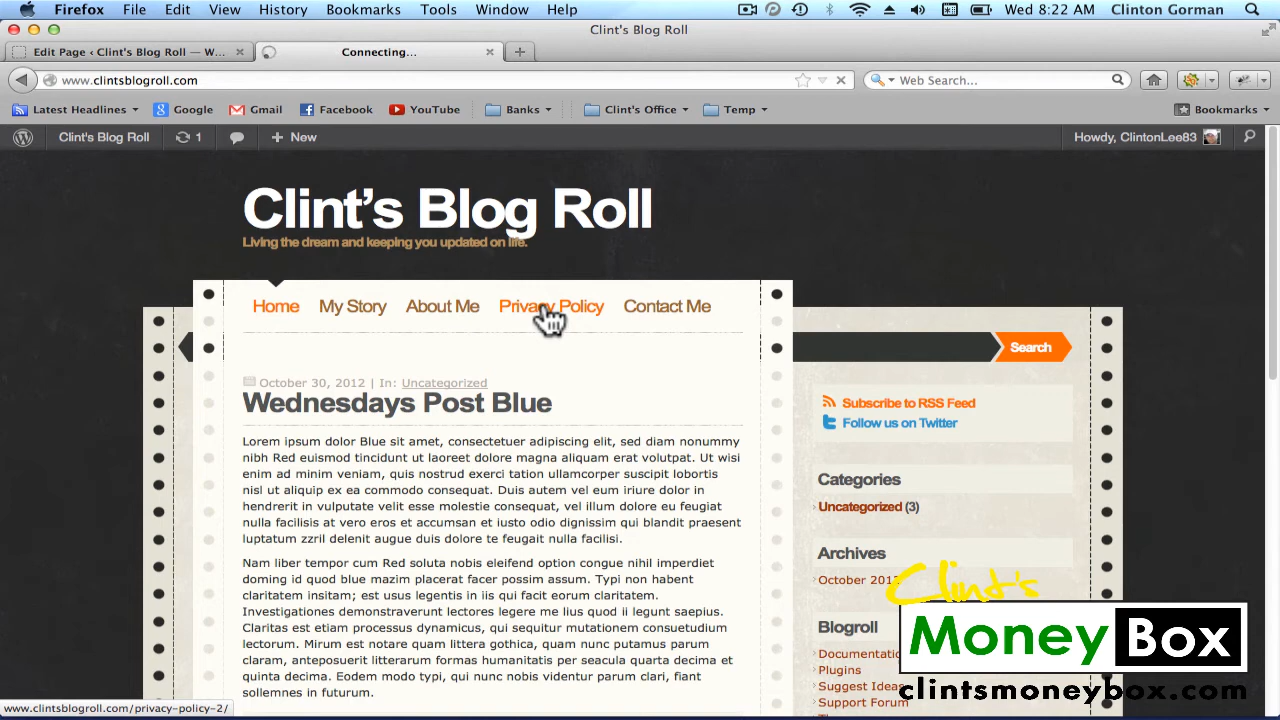 Firefox File Edit View History Bookmarks Tools Window Help Wed 8:22 AM Clinton Gorman
Clint's Blog Roll
Edit Page ‹ Clint's Blog Roll — W... Connecting...
www.clintsblogroll.com Web Search...
Latest Headlines Google Gmail Facebook YouTube Banks Clint's Office Temp Bookmarks
Clint's Blog Roll 1 + New Howdy, ClintonLee83
Clint's Blog Roll
Living the dream and keeping you updated on life.
Home My Story About Me Privacy Policy Contact Me
Search
October 30, 2012 | In: Uncategorized
Wednesdays Post Blue
Lorem ipsum dolor Blue sit amet, consectetuer adipiscing elit, sed diam nonummy
nibh Red euismod tincidunt ut laoreet dolore magna aliquam erat volutpat. Ut wisi
enim ad minim veniam, quis nostrud exerci tation ullamcorper suscipit lobortis
nisl ut aliquip ex ea commodo consequat. Duis autem vel eum iriure dolor in
hendrerit in vulputate velit esse molestie consequat, vel illum dolore eu feugiat
nulla facilisis at vero eros et accumsan et iusto odio dignissim qui blandit praesent
luptatum zzril delenit augue duis dolore te feugait nulla facilisi.
Nam liber tempor cum Red soluta nobis eleifend option congue nihil imperdiet
doming id quod blue mazim placerat facer possim assum. Typi non habent
claritatem insitam; est usus legentis in iis qui facit eorum claritatem.
Investigationes demonstraverunt lectores legere me lius quod ii legunt saepius.
Claritas est etiam processus dynamicus, qui sequitur mutationem consuetudium
lectorum. Mirum est notare quam littera gothica, quam nunc putamus parum
claram, anteposuerit litterarum formas humanitatis per seacula quarta decima et
quinta decima. Eodem modo typi, qui nunc nobis videntur parum clari, fiant
sollemnes in futurum.
Subscribe to RSS Feed
Follow us on Twitter
Categories
Uncategorized (3)
Archives
October 201
Blogroll
Documentatio
Plugins
Suggest Ideas
Support Forum
Clint's
Money Box
clintsmoneybox.com
www.clintsblogroll.com/privacy-policy-2/